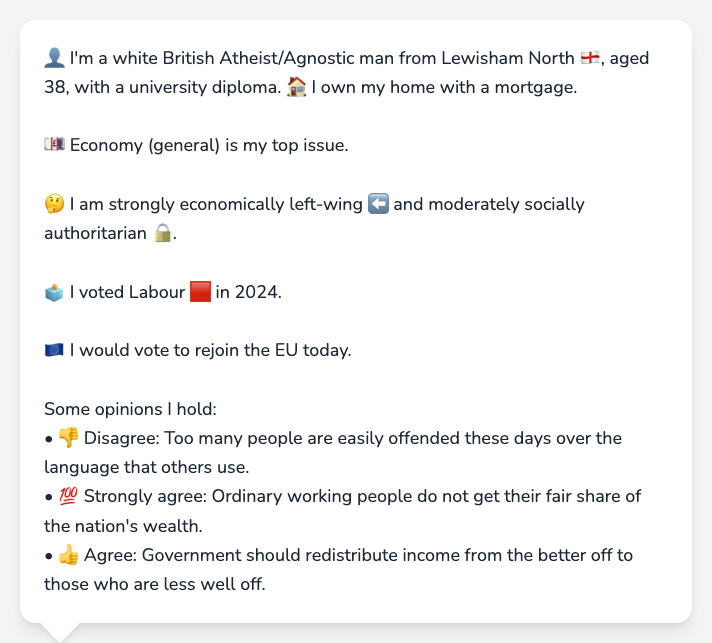 👤 I'm a white British Atheist/Agnostic man from Lewisham North 🏴󠁧󠁢󠁥󠁮󠁧󠁿, aged
38, with a university diploma. 🏠 I own my home with a mortgage.
💷 Economy (general) is my top issue.
🤔 I am strongly economically left-wing ⬅️ and moderately socially
authoritarian 🔒.
🗳️ I voted Labour 🟥 in 2024.
🇪🇺 I would vote to rejoin the EU today.
Some opinions I hold:
• 👎 Disagree: Too many people are easily offended these days over the
language that others use.
• 💯 Strongly agree: Ordinary working people do not get their fair share of
the nation's wealth.
• 👍 Agree: Government should redistribute income from the better off to
those who are less well off.